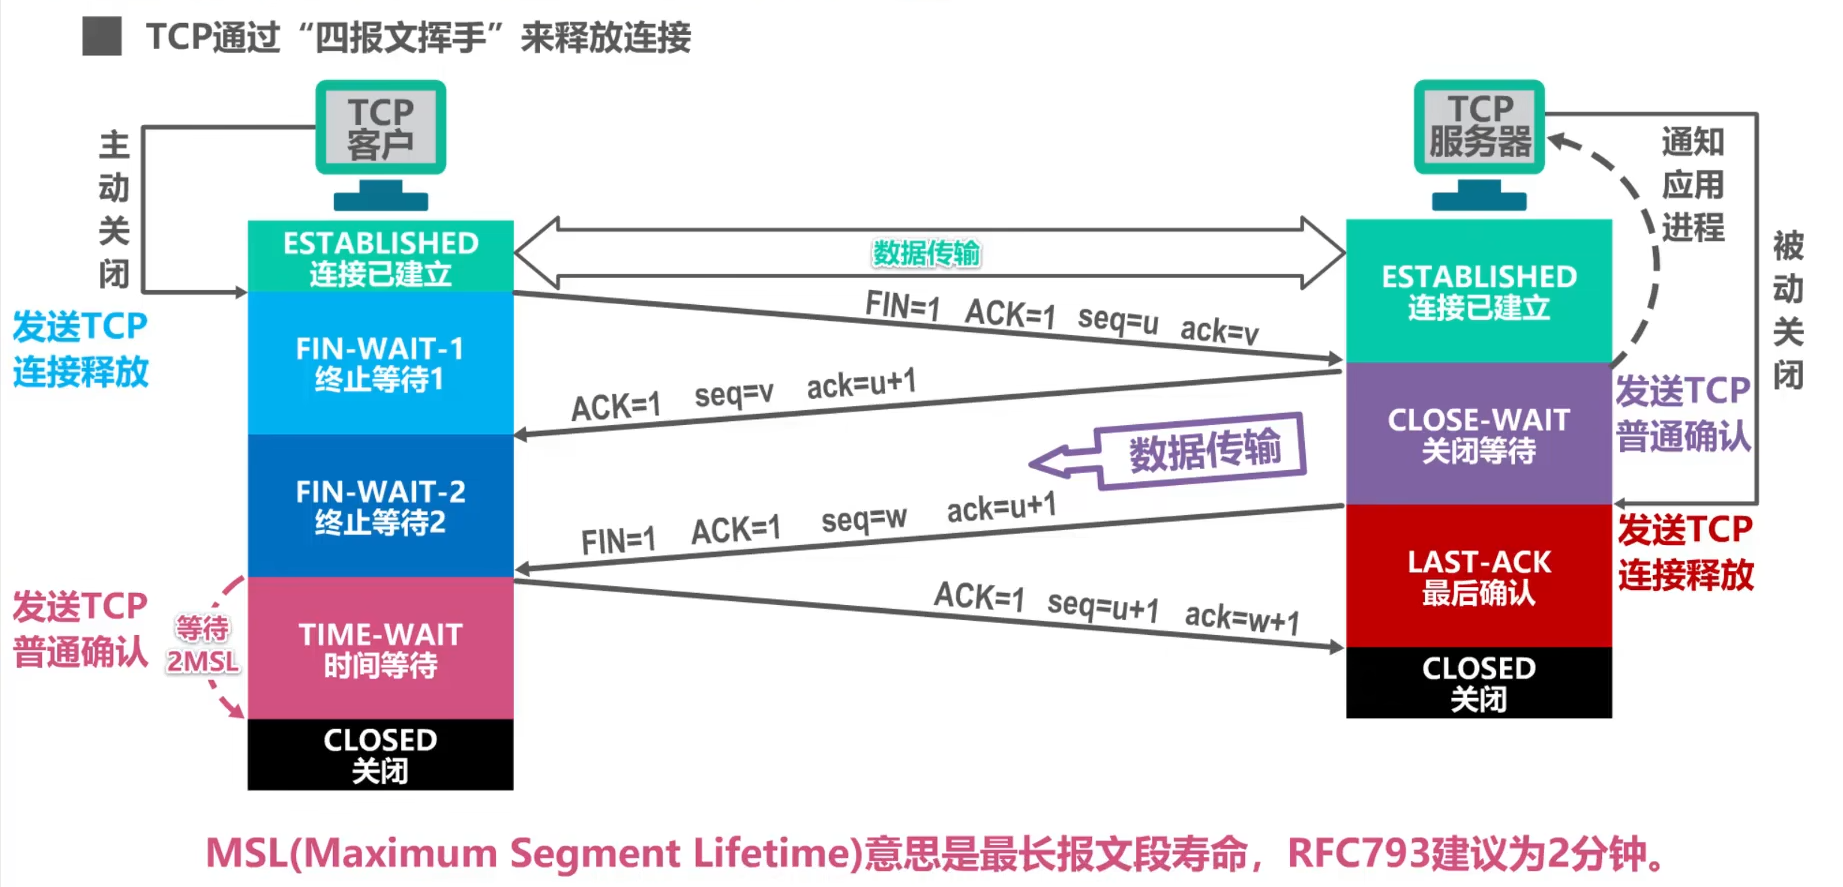 TCP通过“四报文挥手”来释放连接
TCP
客户
TCP
服务器
主
动
关
闭
通知
应用
进程
被
动
关
闭
ESTABLISHED
连接已建立
数据传输
ESTABLISHED
连接已建立
FIN=1 ACK=1 seq=u ack=v
发送TCP
连接释放
FIN-WAIT-1
终止等待1
ACK=1 seq=v ack=u+1
CLOSE-WAIT
关闭等待
发送TCP
普通确认
数据传输
FIN-WAIT-2
终止等待2
FIN=1 ACK=1 seq=w ack=u+1
LAST-ACK
最后确认
发送TCP
连接释放
发送TCP
普通确认
等待
2MSL
TIME-WAIT
时间等待
ACK=1 seq=u+1 ack=w+1
CLOSED
关闭
CLOSED
关闭
MSL(Maximum Segment Lifetime)意思是最长报文段寿命，RFC793建议为2分钟。